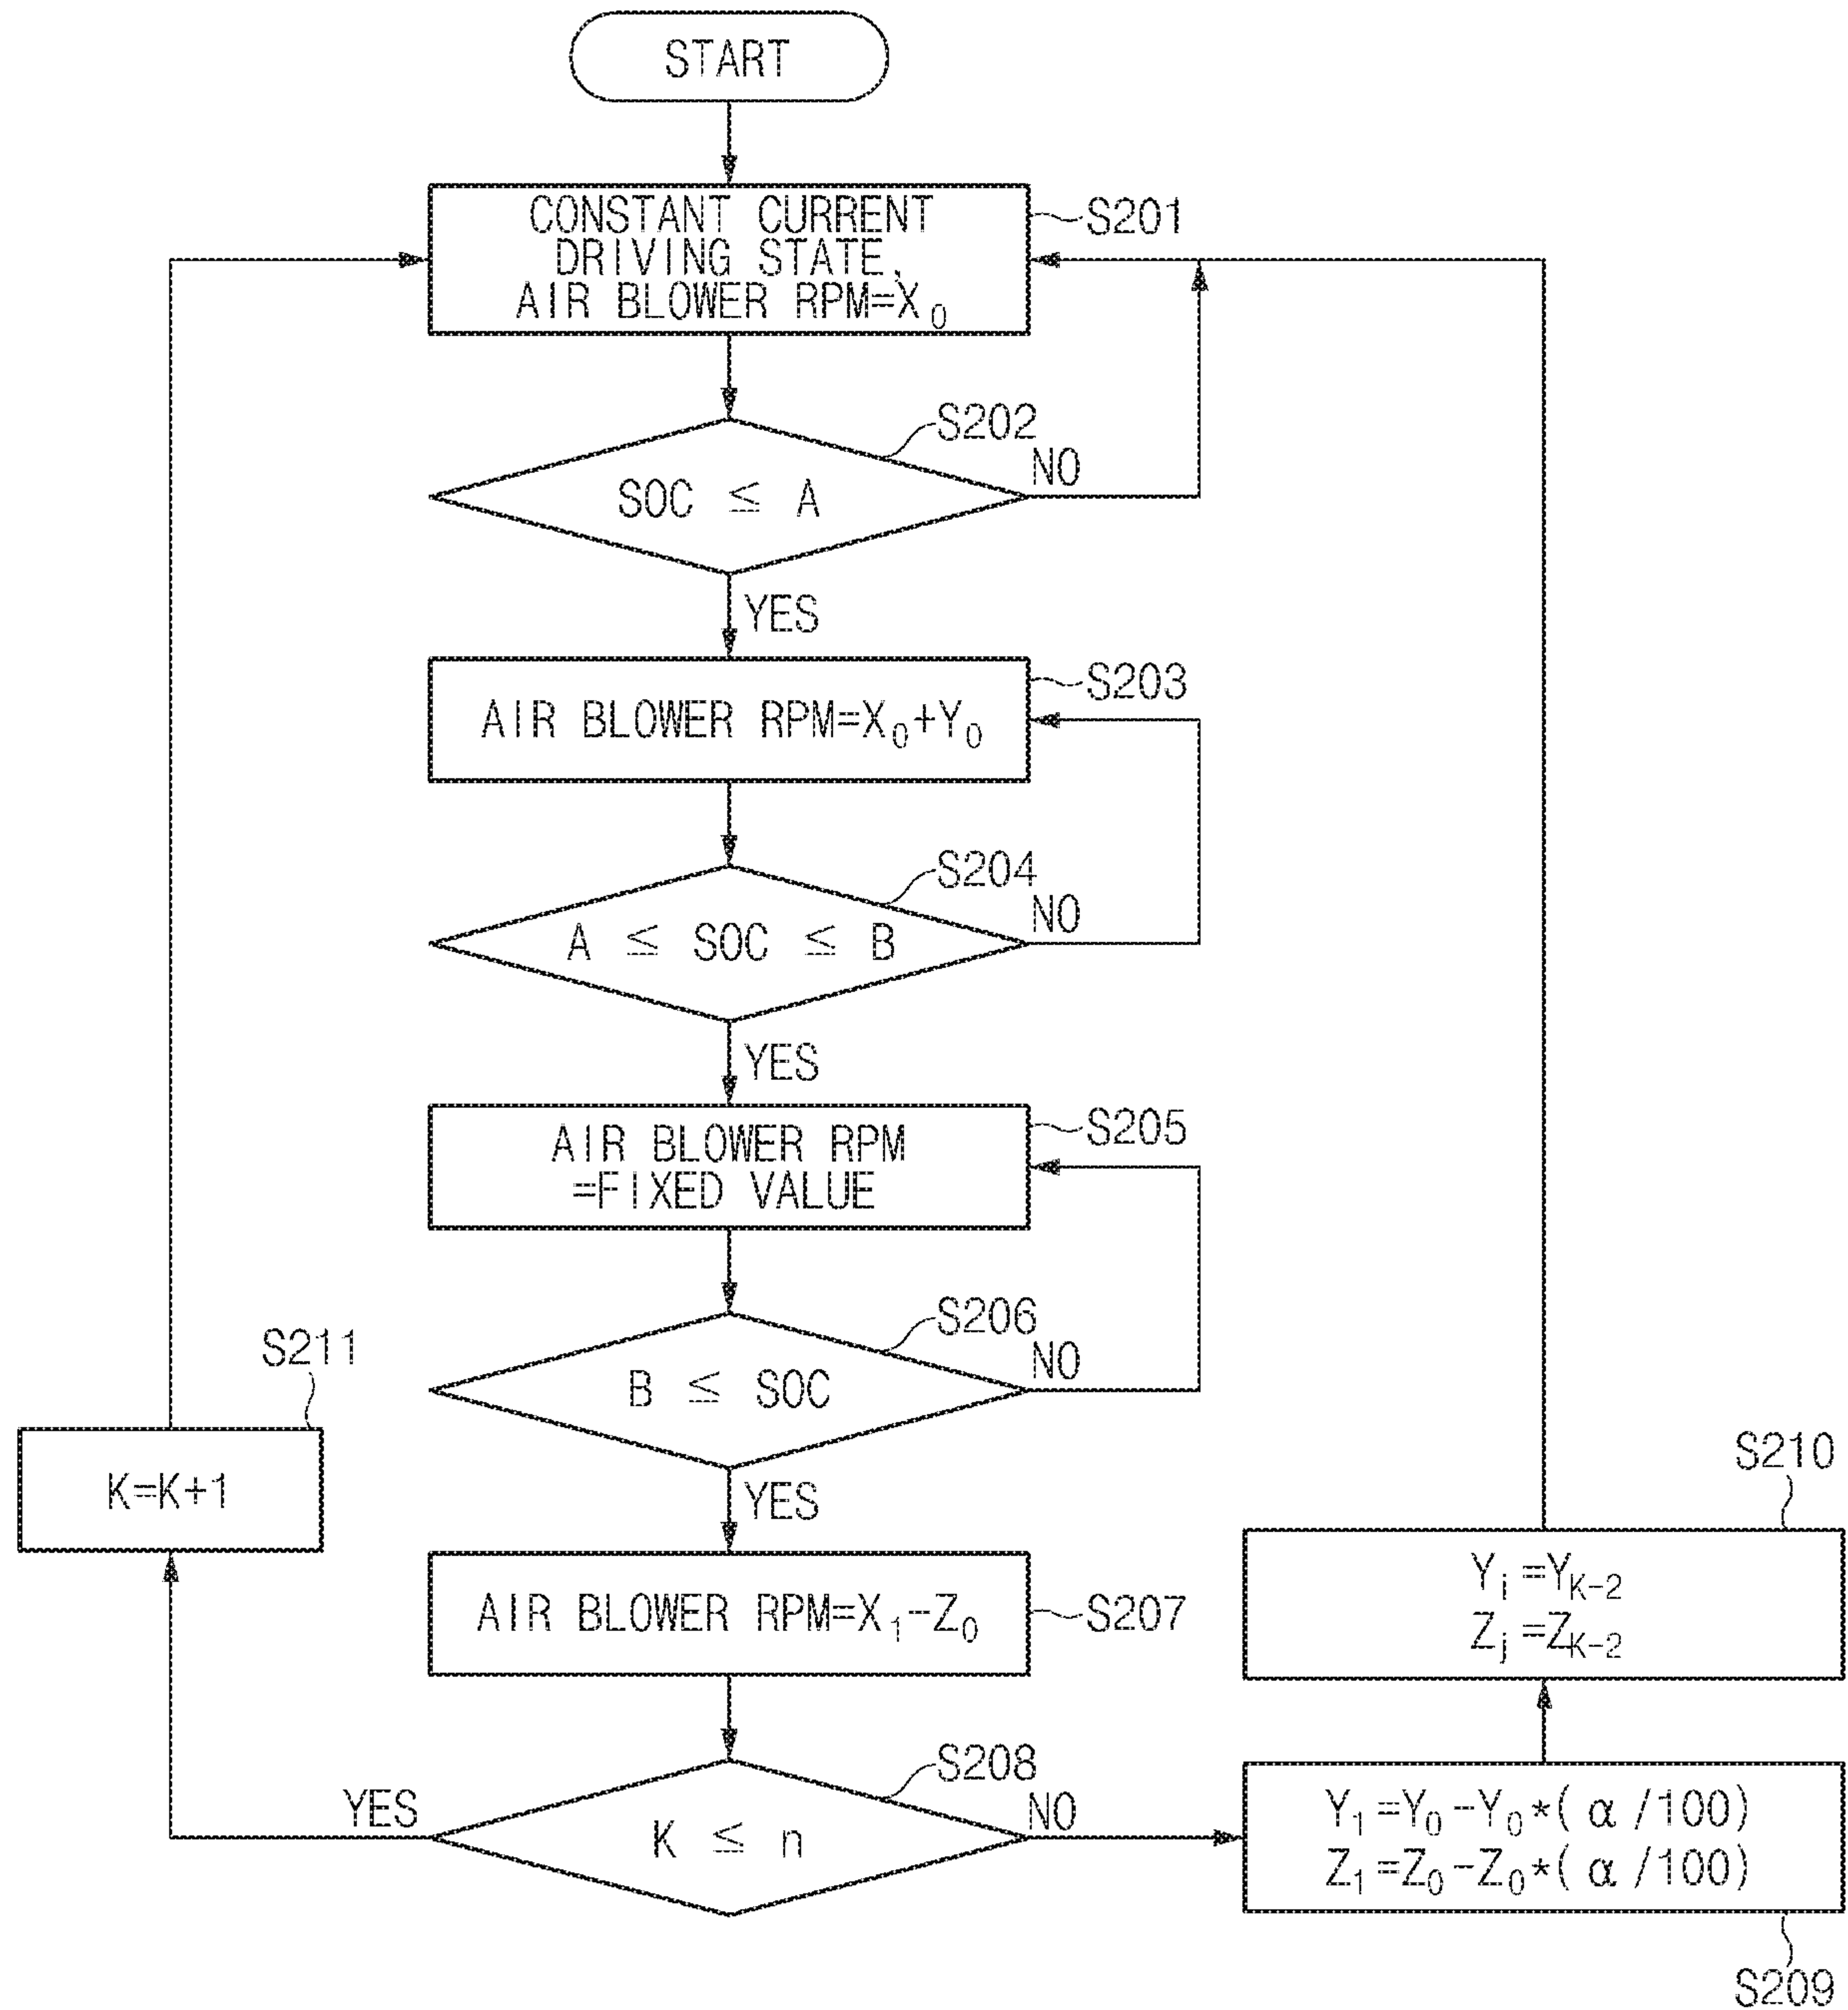 START
CONSTANT CURRENT
DRIVING STATE,
AIR BLOWER RPM=X₀
S201
S202
SOC ≤ A
NO
YES
S203
AIR BLOWER RPM=X₀+Y₀
S204
A ≤ SOC ≤ B
NO
YES
S205
AIR BLOWER RPM
=FIXED VALUE
S206
B ≤ SOC
NO
YES
S211
K=K+1
S207
AIR BLOWER RPM=X₁-Z₀
S210
Yᵢ=Y_K-2
Zⱼ=Z_K-2
S208
K ≤ n
YES
NO
Y₁=Y₀-Y₀*(α/100)
Z₁=Z₀-Z₀*(α/100)
S209